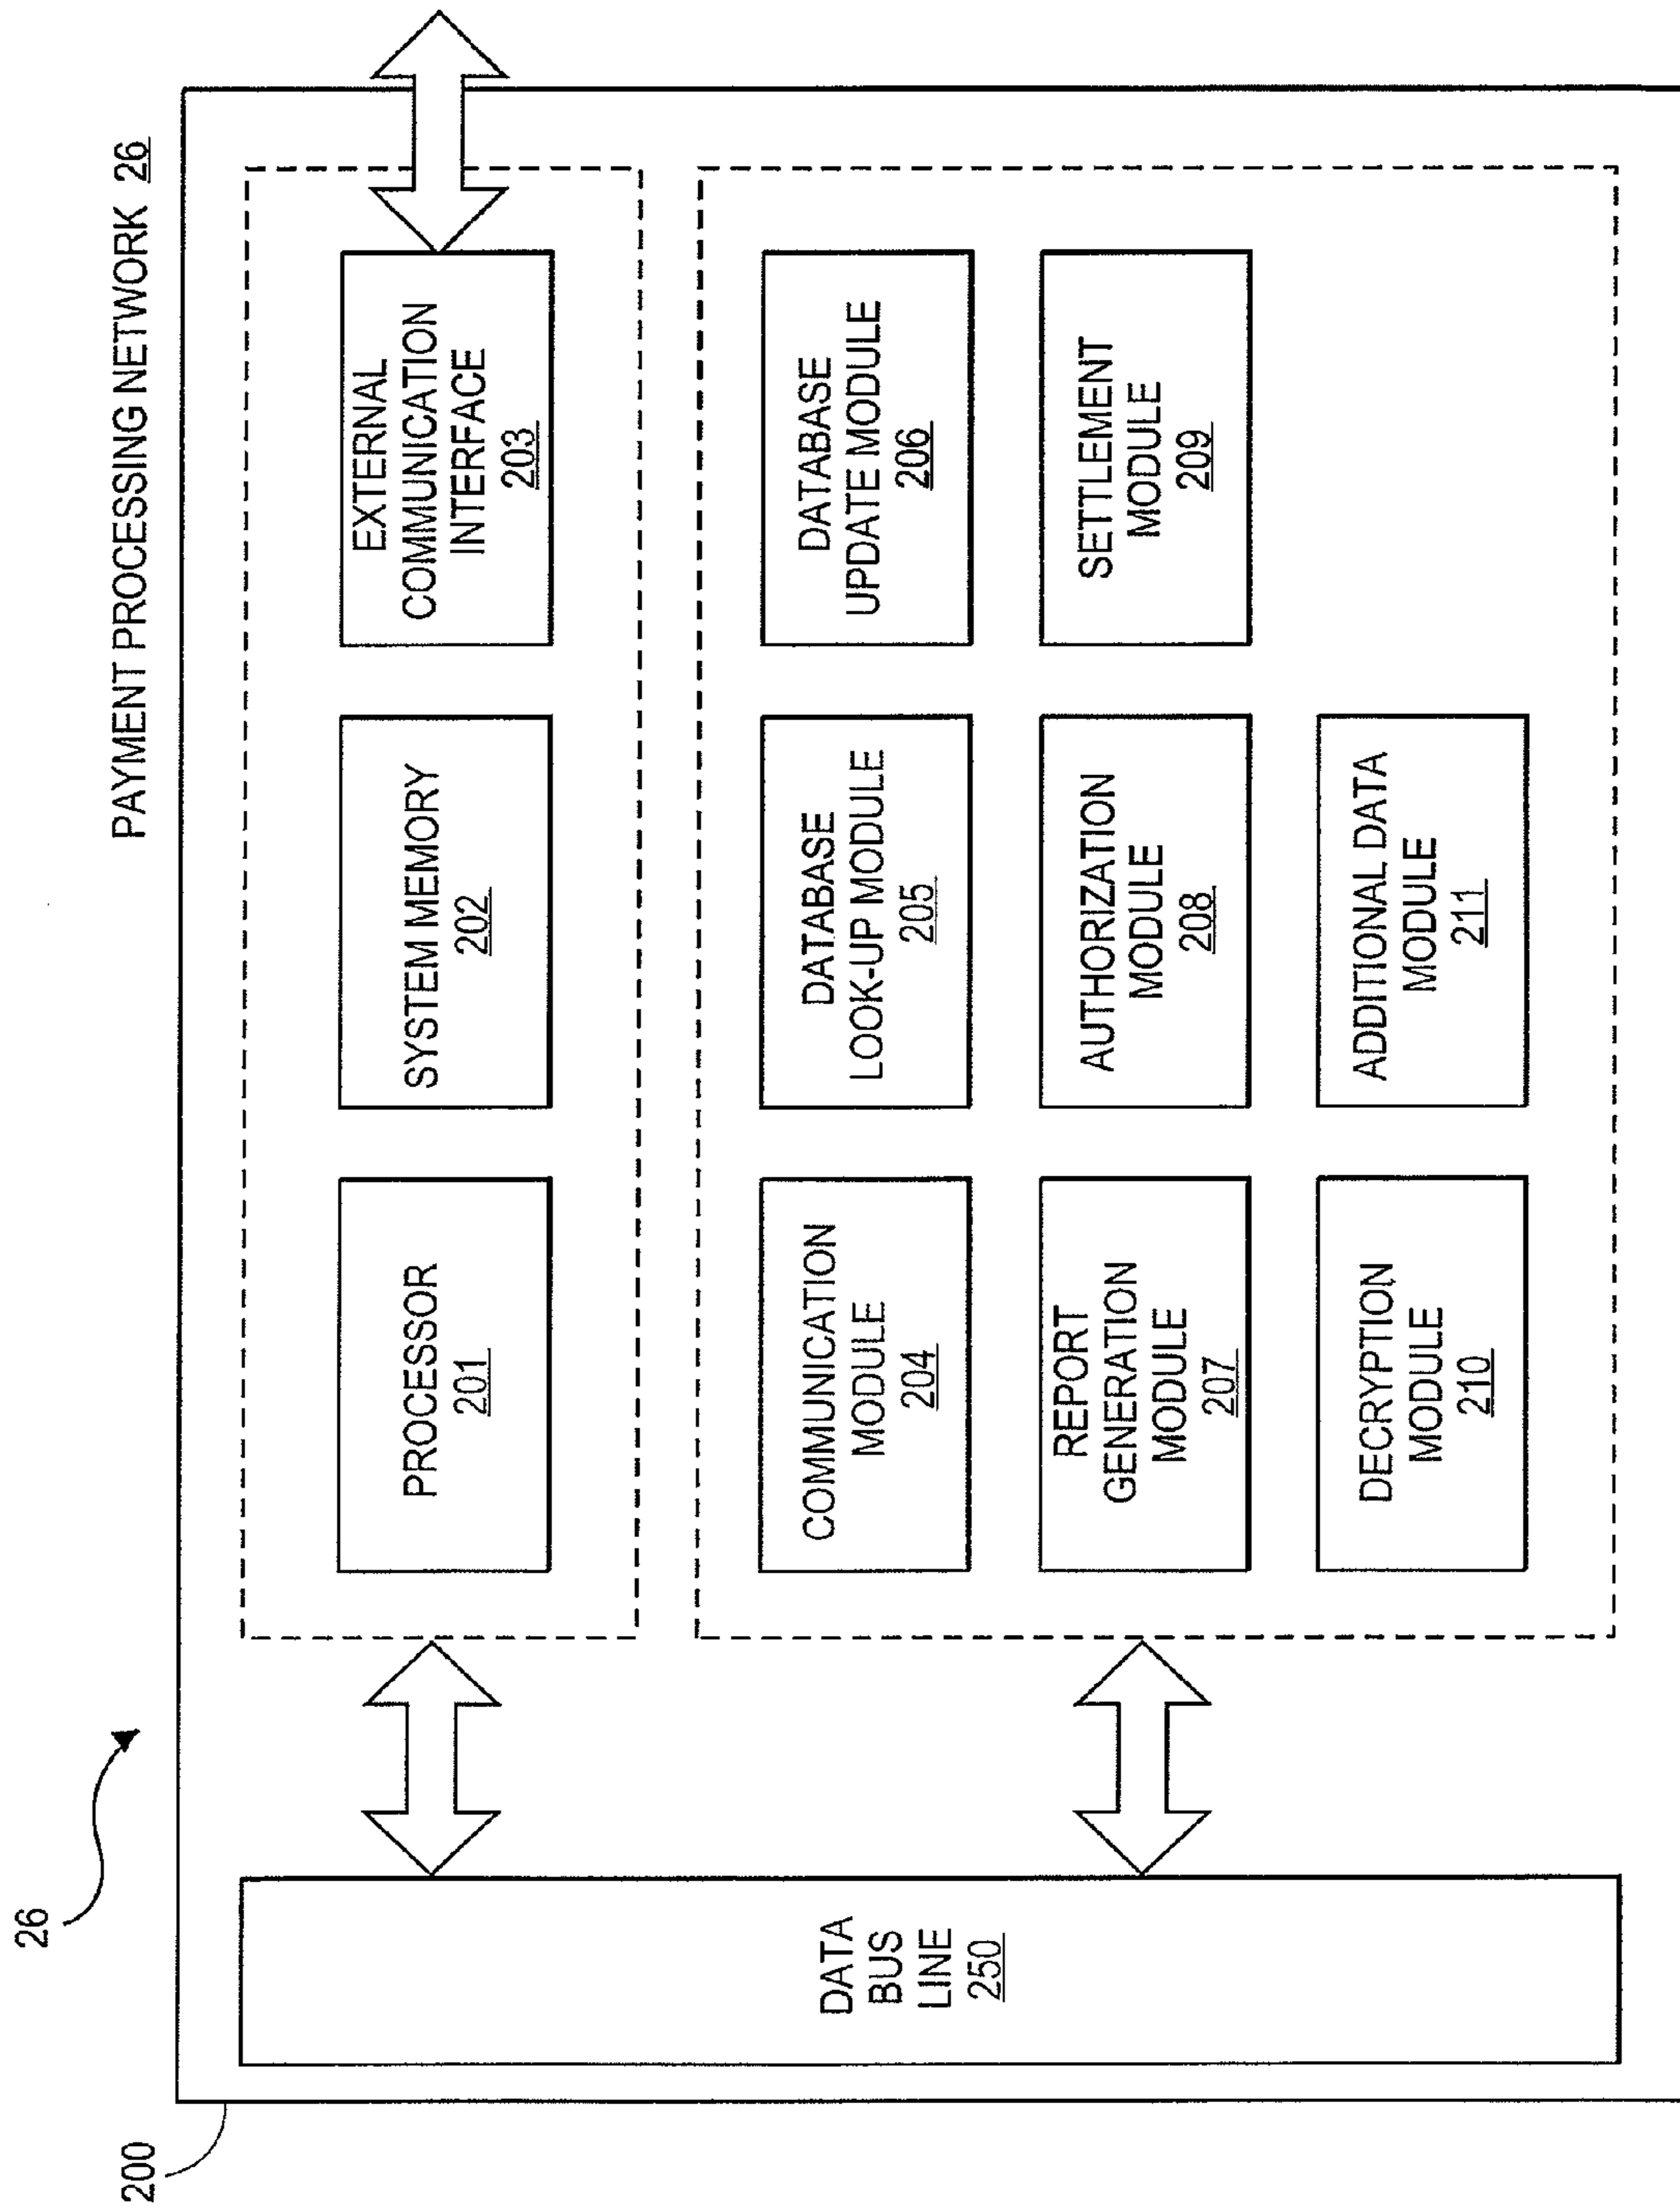 PAYMENT PROCESSING NETWORK 26
26
200
DATA
BUS
LINE
250
PROCESSOR
201
SYSTEM MEMORY
202
EXTERNAL
COMMUNICATION
INTERFACE
203
COMMUNICATION
MODULE
204
DATABASE
LOOK-UP MODULE
205
DATABASE
UPDATE MODULE
206
REPORT
GENERATION
MODULE
207
AUTHORIZATION
MODULE
208
SETTLEMENT
MODULE
209
DECRYPTION
MODULE
210
ADDITIONAL DATA
MODULE
211